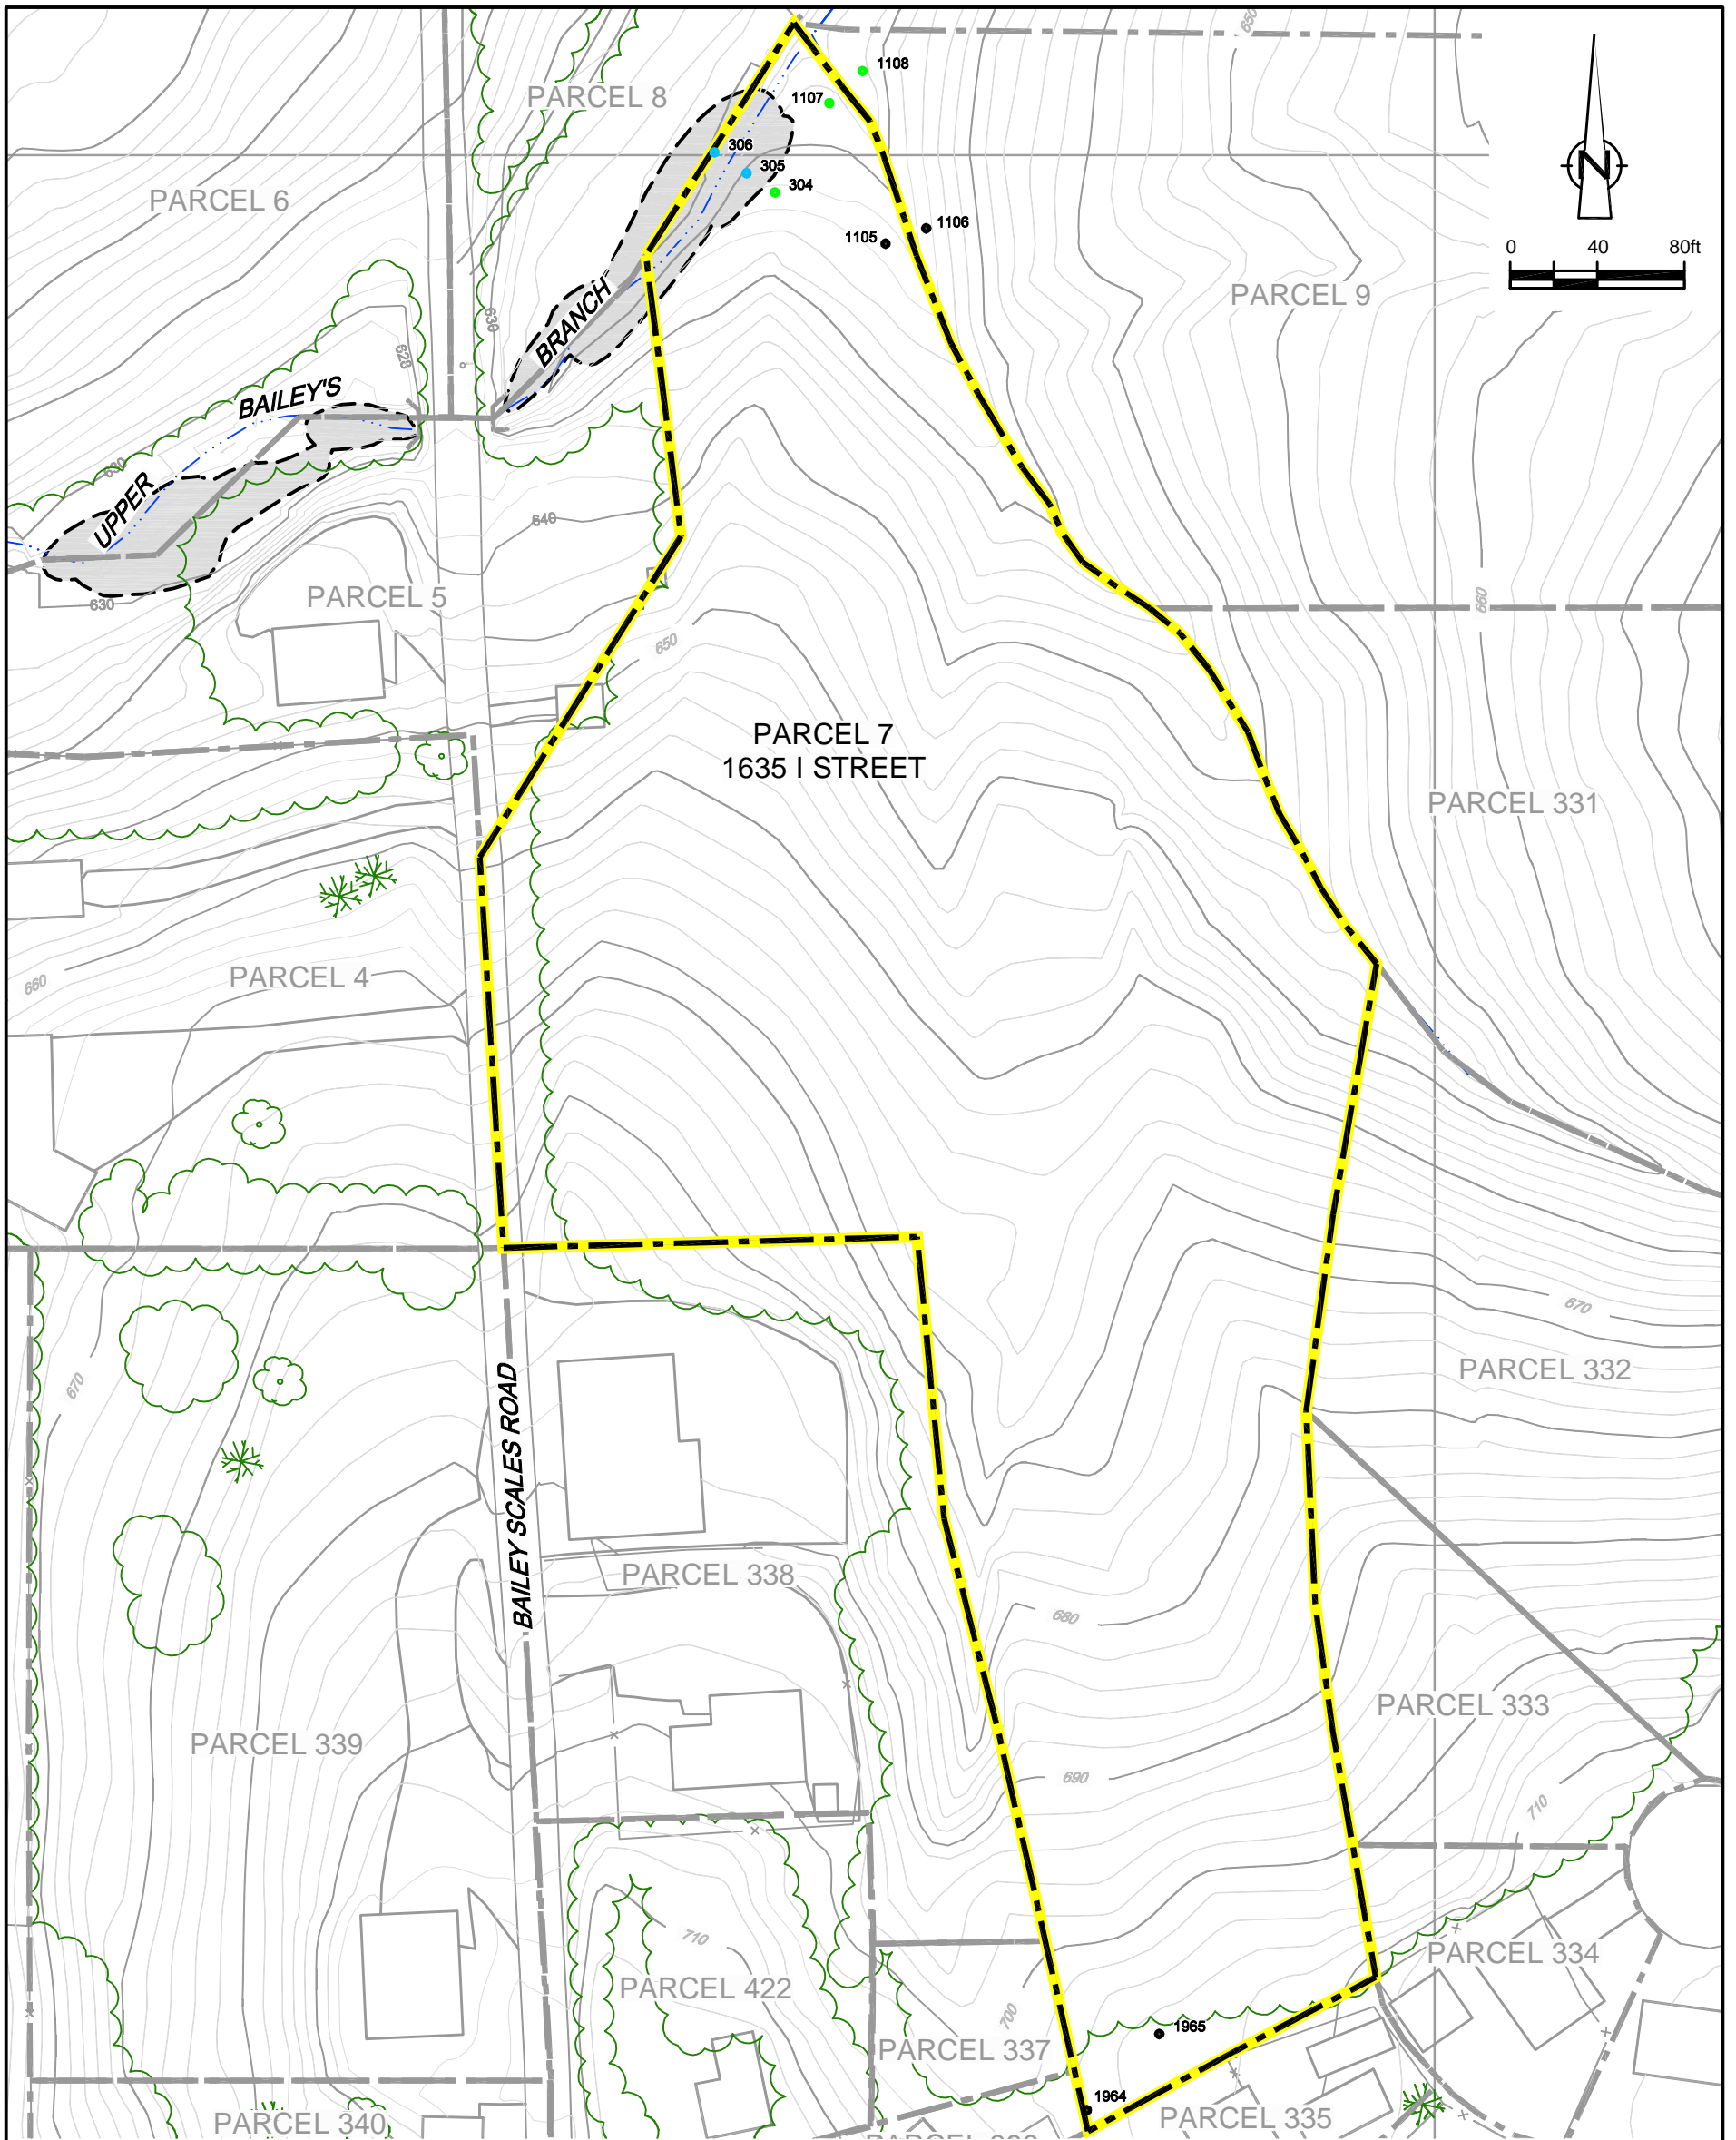 650
1108
PARCEL 8
1107
306
N
305
304
PARCEL 6
1106
1105
0 40 80ft
PARCEL 9
BRANCH
630
628
BAILEY'S
630
UPPER
640
PARCEL 5
630
660
650
PARCEL 7
1635 I STREET
PARCEL 331
PARCEL 4
660
670
PARCEL 332
670
BAILEY SCALES ROAD
PARCEL 338
680
PARCEL 333
PARCEL 339
690
710
710
PARCEL 334
PARCEL 422
700
1965
PARCEL 337
1964
PARCEL 335
PARCEL 340